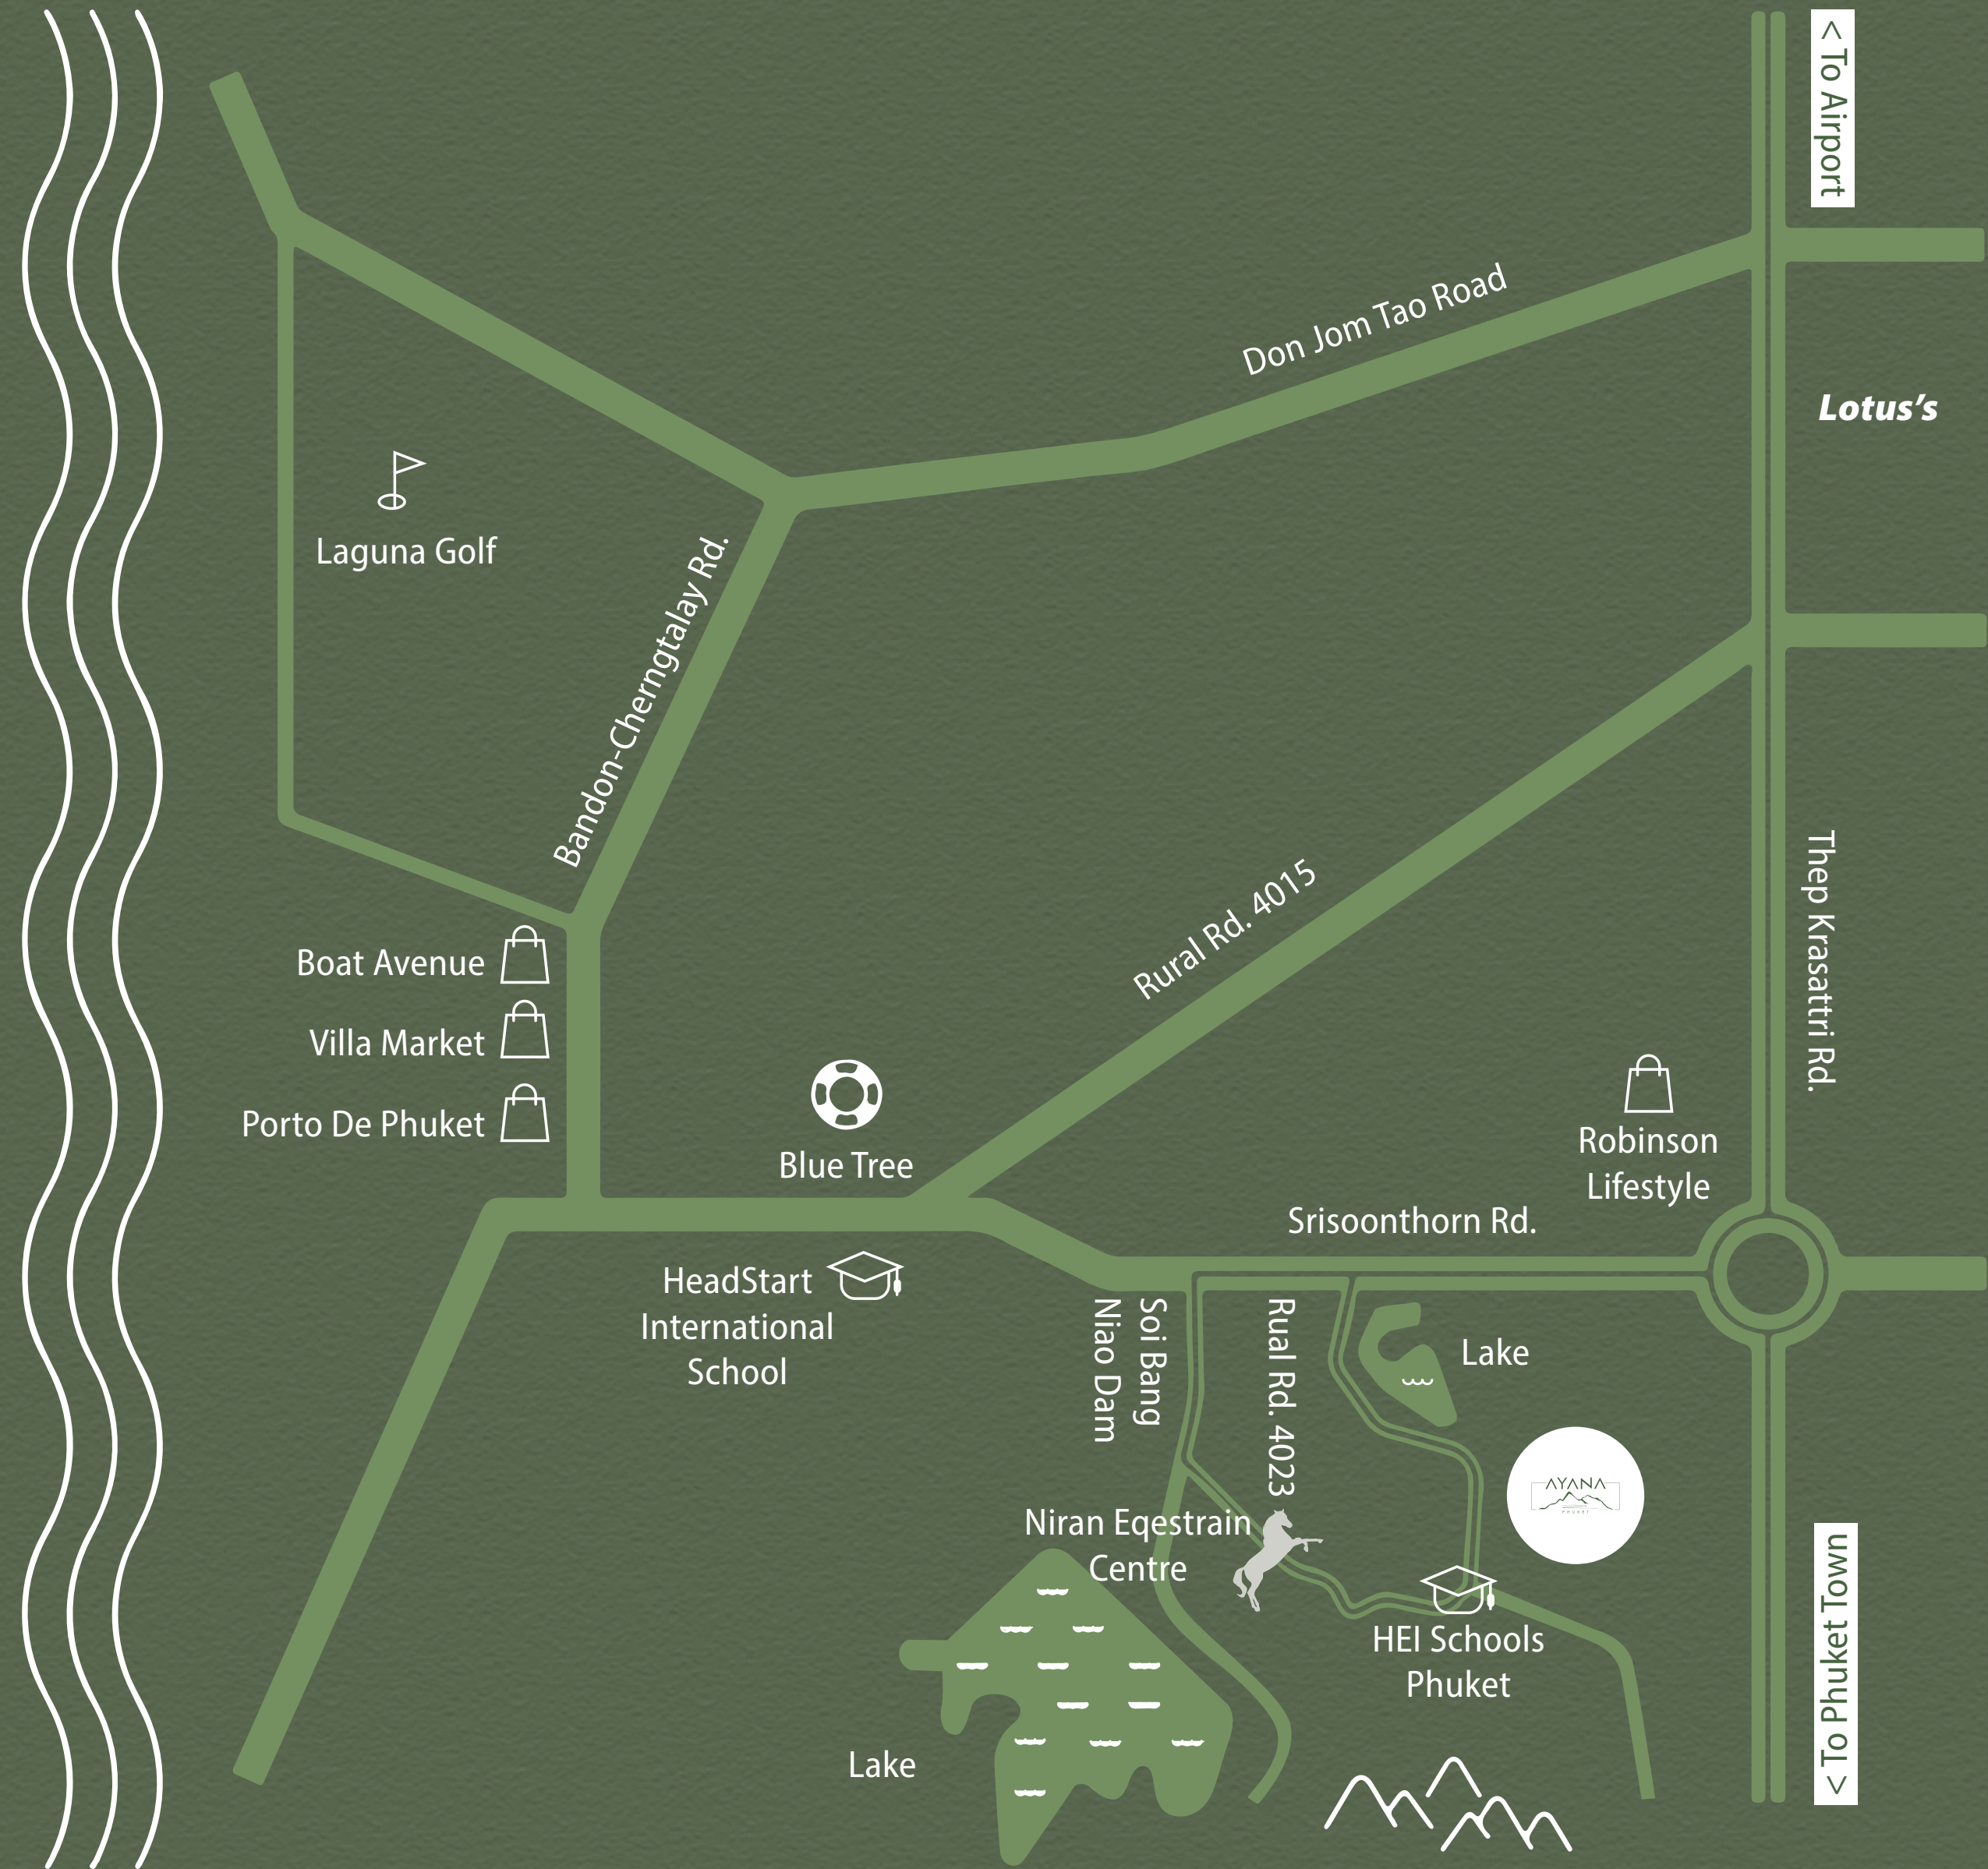 < To Airport
Don Jom Tao Road
Lotus's
Laguna Golf
Bandon-Cherngtalay Rd.
Thep Krasattri Rd.
Rural Rd. 4015
Boat Avenue
Villa Market
Porto De Phuket
Blue Tree
Robinson
Lifestyle
Srisoonthorn Rd.
HeadStart
International
School
Soi Bang
Niao Dam
Rual Rd. 4023
Lake
AYANA
PHUKET
Niran Eqestrain
Centre
HEI Schools
Phuket
< To Phuket Town
Lake